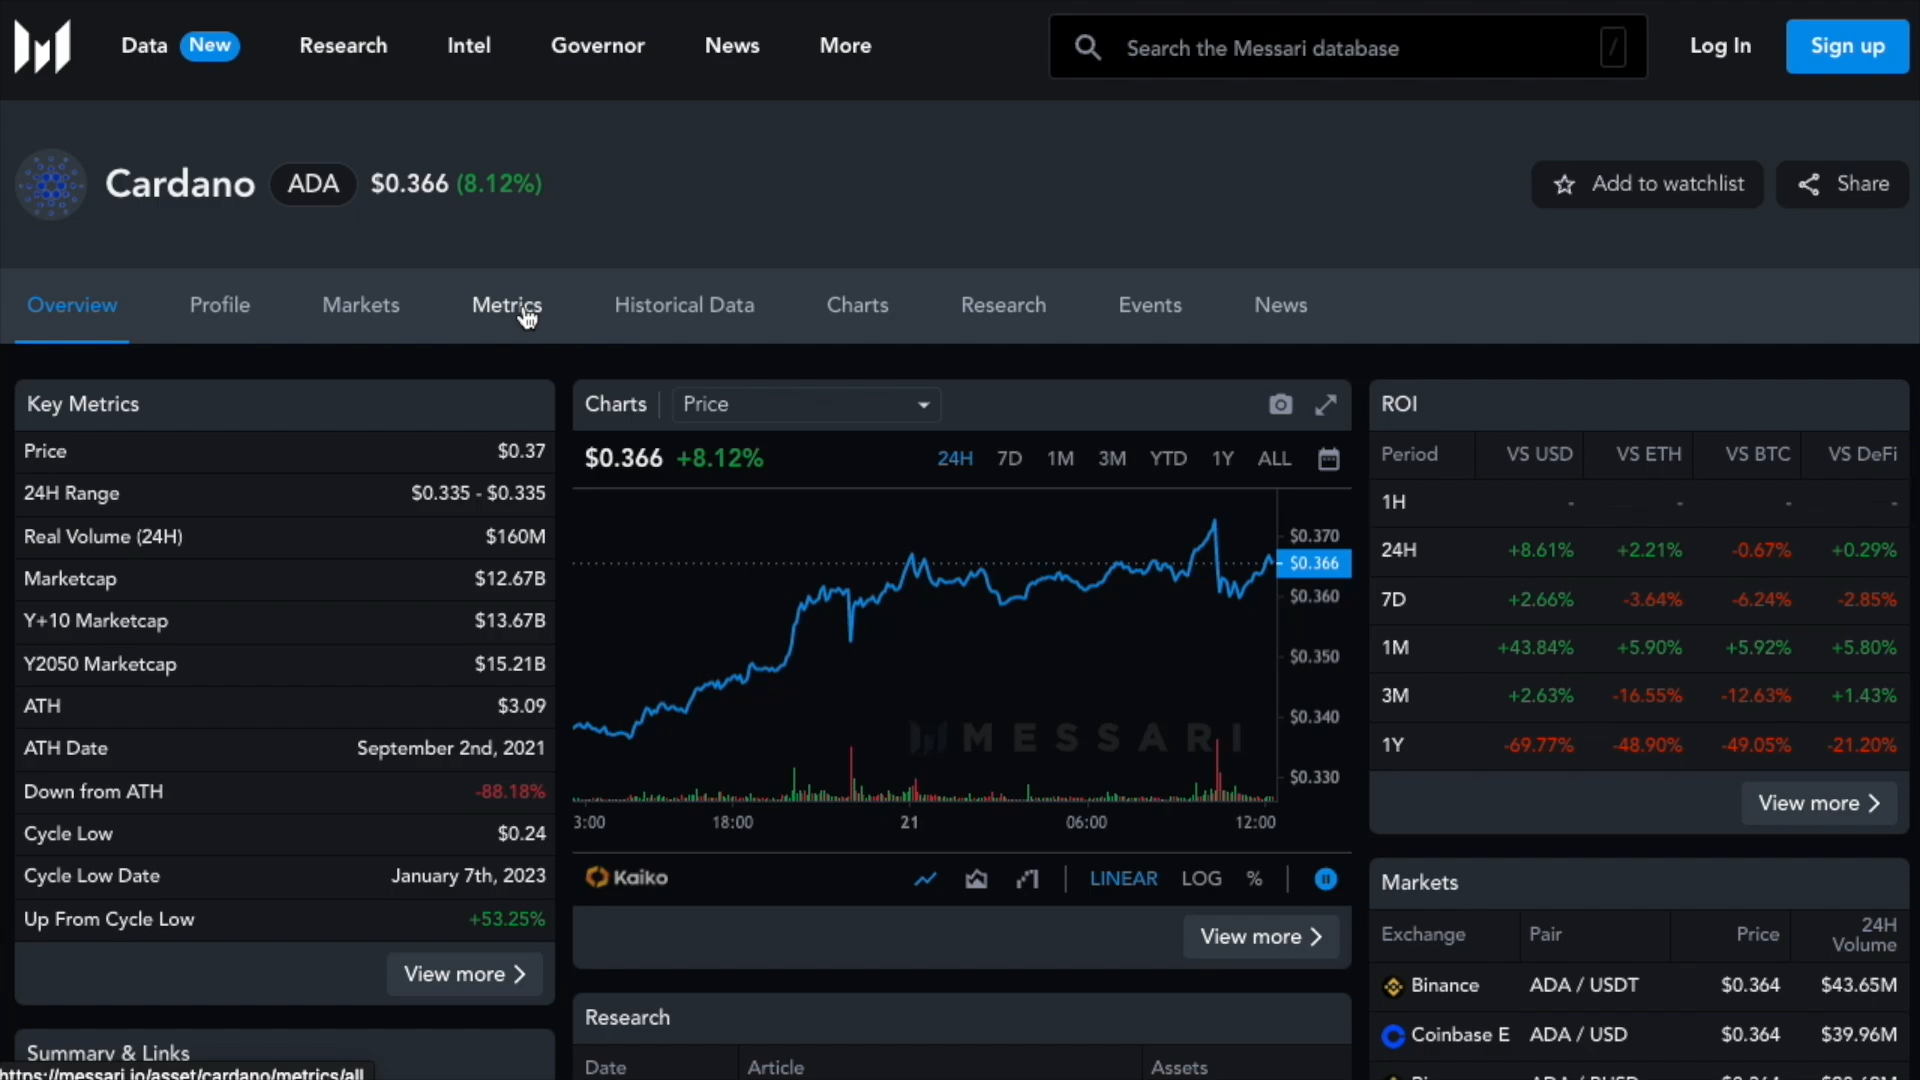 Data New Research Intel Governor News More Search the Messari database / Log In Sign up
Cardano ADA $0.366 (8.12%) Add to watchlist Share
Overview Profile Markets Metrics Historical Data Charts Research Events News
Key Metrics
Price $0.37
24H Range $0.335 - $0.335
Real Volume (24H) $160M
Marketcap $12.67B
Y+10 Marketcap $13.67B
Y2050 Marketcap $15.21B
ATH $3.09
ATH Date September 2nd, 2021
Down from ATH -88.18%
Cycle Low $0.24
Cycle Low Date January 7th, 2023
Up From Cycle Low +53.25%
View more
Summary & Links
https://messari.io/asset/cardano/metrics/all
Charts Price
$0.366 +8.12% 24H 7D 1M 3M YTD 1Y ALL
$0.370
$0.366
$0.360
$0.350
$0.340
$0.330
MESSARI
3:00 18:00 21 06:00 12:00
Kaiko LINEAR LOG %
View more
Research
Date Article Assets
ROI
Period VS USD VS ETH VS BTC VS DeFi
1H - - - -
24H +8.61% +2.21% -0.67% +0.29%
7D +2.66% -3.64% -6.24% -2.85%
1M +43.84% +5.90% +5.92% +5.80%
3M +2.63% -16.55% -12.63% +1.43%
1Y -69.77% -48.90% -49.05% -21.20%
View more
Markets
Exchange Pair Price 24H Volume
Binance ADA / USDT $0.364 $43.65M
Coinbase E ADA / USD $0.364 $39.96M